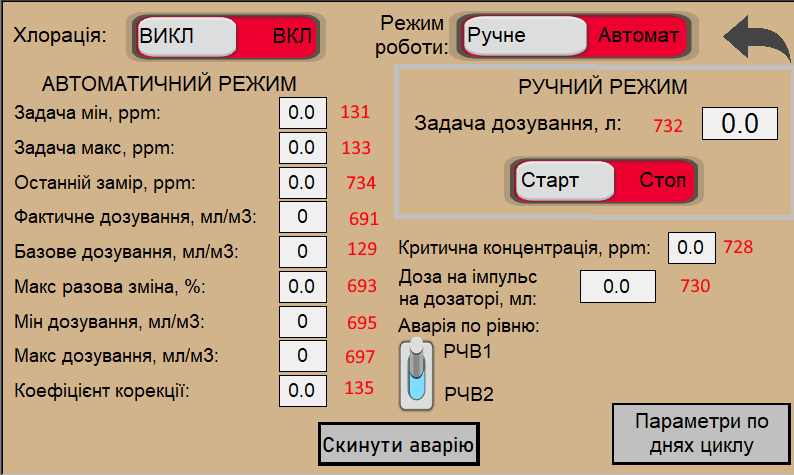 Хлорація: ВИКЛ ВКЛ
Режим
роботи: Ручне Автомат
АВТОМАТИЧНИЙ РЕЖИМ
Задача мін, ppm: 0.0 131
Задача макс, ppm: 0.0 133
Останній замір, ppm: 0.0 734
Фактичне дозування, мл/м3: 0 691
Базове дозування, мл/м3: 0 129
Макс разова зміна, %: 0.0 693
Мін дозування, мл/м3: 0 695
Макс дозування, мл/м3: 0 697
Коефіцієнт корекції: 0.0 135
РУЧНИЙ РЕЖИМ
Задача дозування, л: 732 0.0
Старт Стоп
Критична концентрація, ppm: 0.0 728
Доза на імпульс
на дозаторі, мл: 0.0 730
Аварія по рівню:
РЧВ1
РЧВ2
Скинути аварію
Параметри по
днях циклу